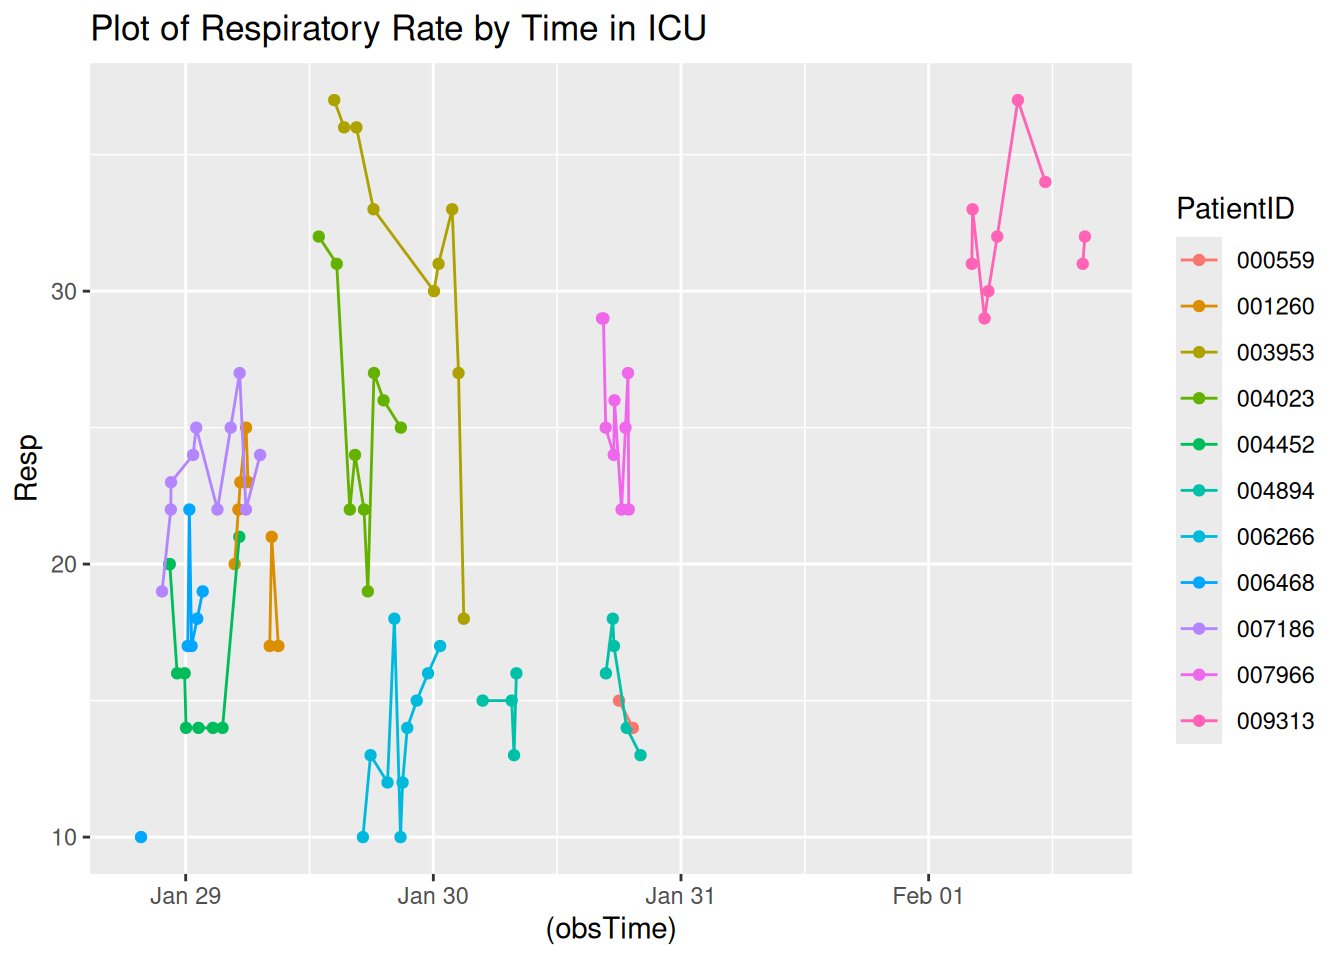 Plot of Respiratory Rate by Time in ICU
Resp
30
20
10
Jan 29
Jan 30
Jan 31
Feb 01
(obsTime)
PatientID
000559
001260
003953
004023
004452
004894
006266
006468
007186
007966
009313